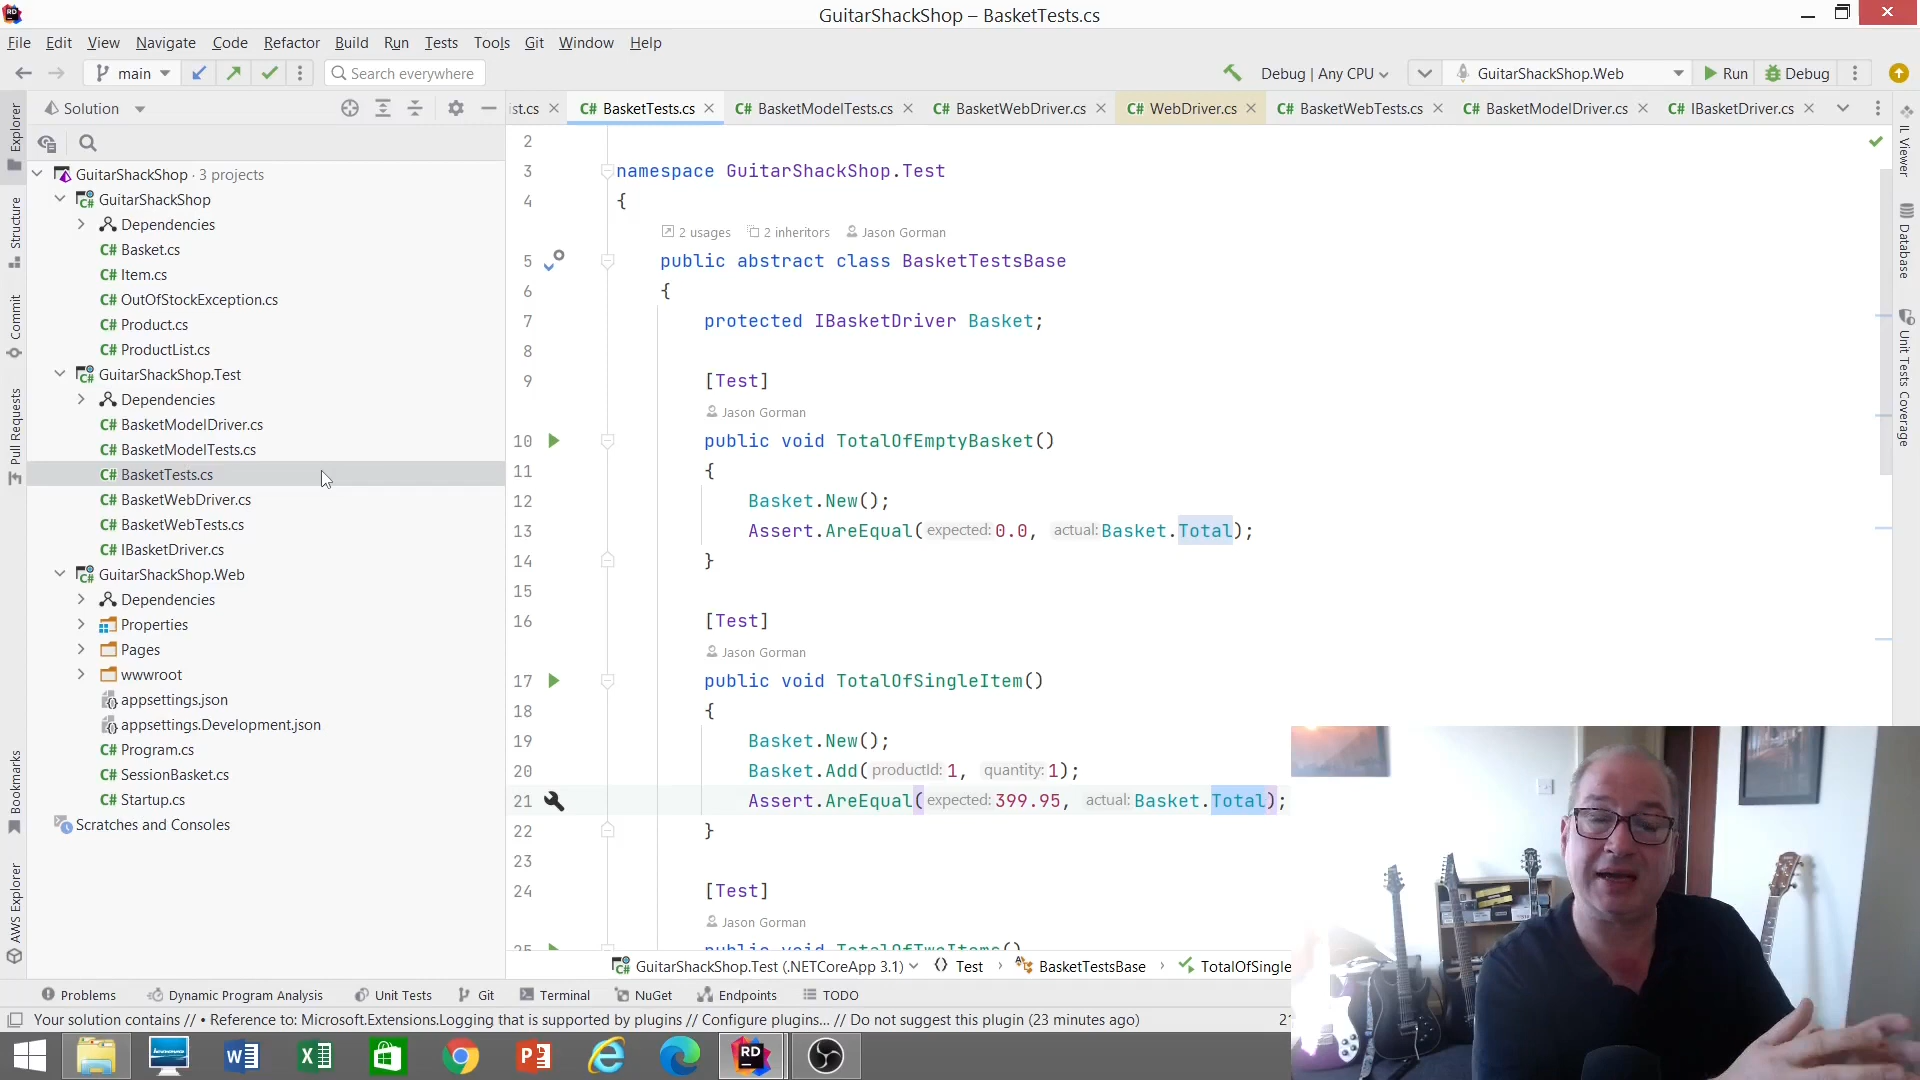 GuitarShackShop – BasketTests.cs
File Edit View Navigate Code Refactor Build Run Tests Tools Git Window Help
main Search everywhere Debug | Any CPU GuitarShackShop.Web Run Debug
Solution
ist.cs C# BasketTests.cs C# BasketModelTests.cs C# BasketWebDriver.cs C# WebDriver.cs C# BasketWebTests.cs C# BasketModelDriver.cs C# IBasketDriver.cs
Explorer
Structure
Commit
Pull Requests
Bookmarks
AWS Explorer
GuitarShackShop · 3 projects
GuitarShackShop
Dependencies
C# Basket.cs
C# Item.cs
C# OutOfStockException.cs
C# Product.cs
C# ProductList.cs
GuitarShackShop.Test
Dependencies
C# BasketModelDriver.cs
C# BasketModelTests.cs
C# BasketTests.cs
C# BasketWebDriver.cs
C# BasketWebTests.cs
C# IBasketDriver.cs
GuitarShackShop.Web
Dependencies
Properties
Pages
wwwroot
appsettings.json
appsettings.Development.json
C# Program.cs
C# SessionBasket.cs
C# Startup.cs
Scratches and Consoles
2
3 namespace GuitarShackShop.Test
4 {
2 usages 2 inheritors Jason Gorman
5 public abstract class BasketTestsBase
6 {
7 protected IBasketDriver Basket;
8
9 [Test]
Jason Gorman
10 public void TotalOfEmptyBasket()
11 {
12 Basket.New();
13 Assert.AreEqual(expected: 0.0, actual: Basket.Total);
14 }
15
16 [Test]
Jason Gorman
17 public void TotalOfSingleItem()
18 {
19 Basket.New();
20 Basket.Add(productId: 1, quantity: 1);
21 Assert.AreEqual(expected: 399.95, actual: Basket.Total);
22 }
23
24 [Test]
Jason Gorman
25 public void TotalOfTwoItems()
GuitarShackShop.Test (.NETCoreApp 3.1) Test BasketTestsBase TotalOfSingle
IL Viewer
Database
Unit Tests Coverage
Problems Dynamic Program Analysis Unit Tests Git Terminal NuGet Endpoints TODO
Your solution contains // • Reference to: Microsoft.Extensions.Logging that is supported by plugins // Configure plugins... // Do not suggest this plugin (23 minutes ago)